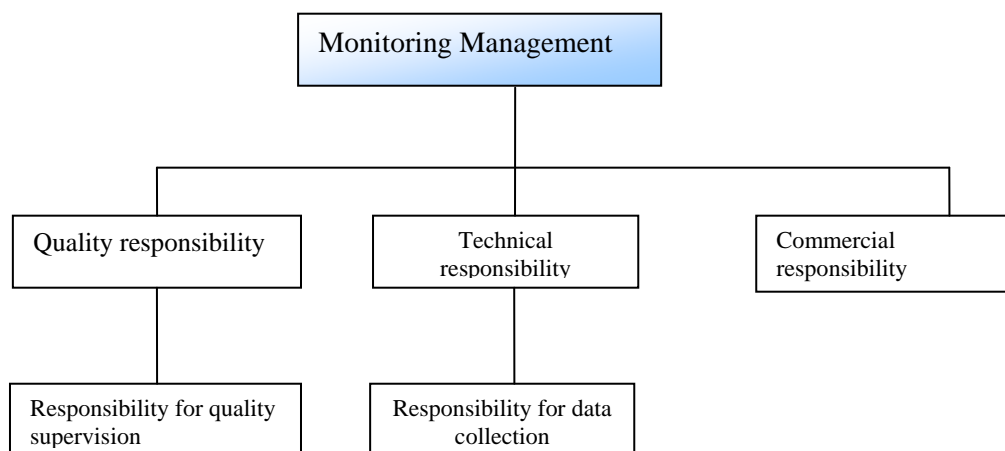 Monitoring Management
Quality responsibility
Technical
responsibility
Commercial
responsibility
Responsibility for quality
supervision
Responsibility for data
collection